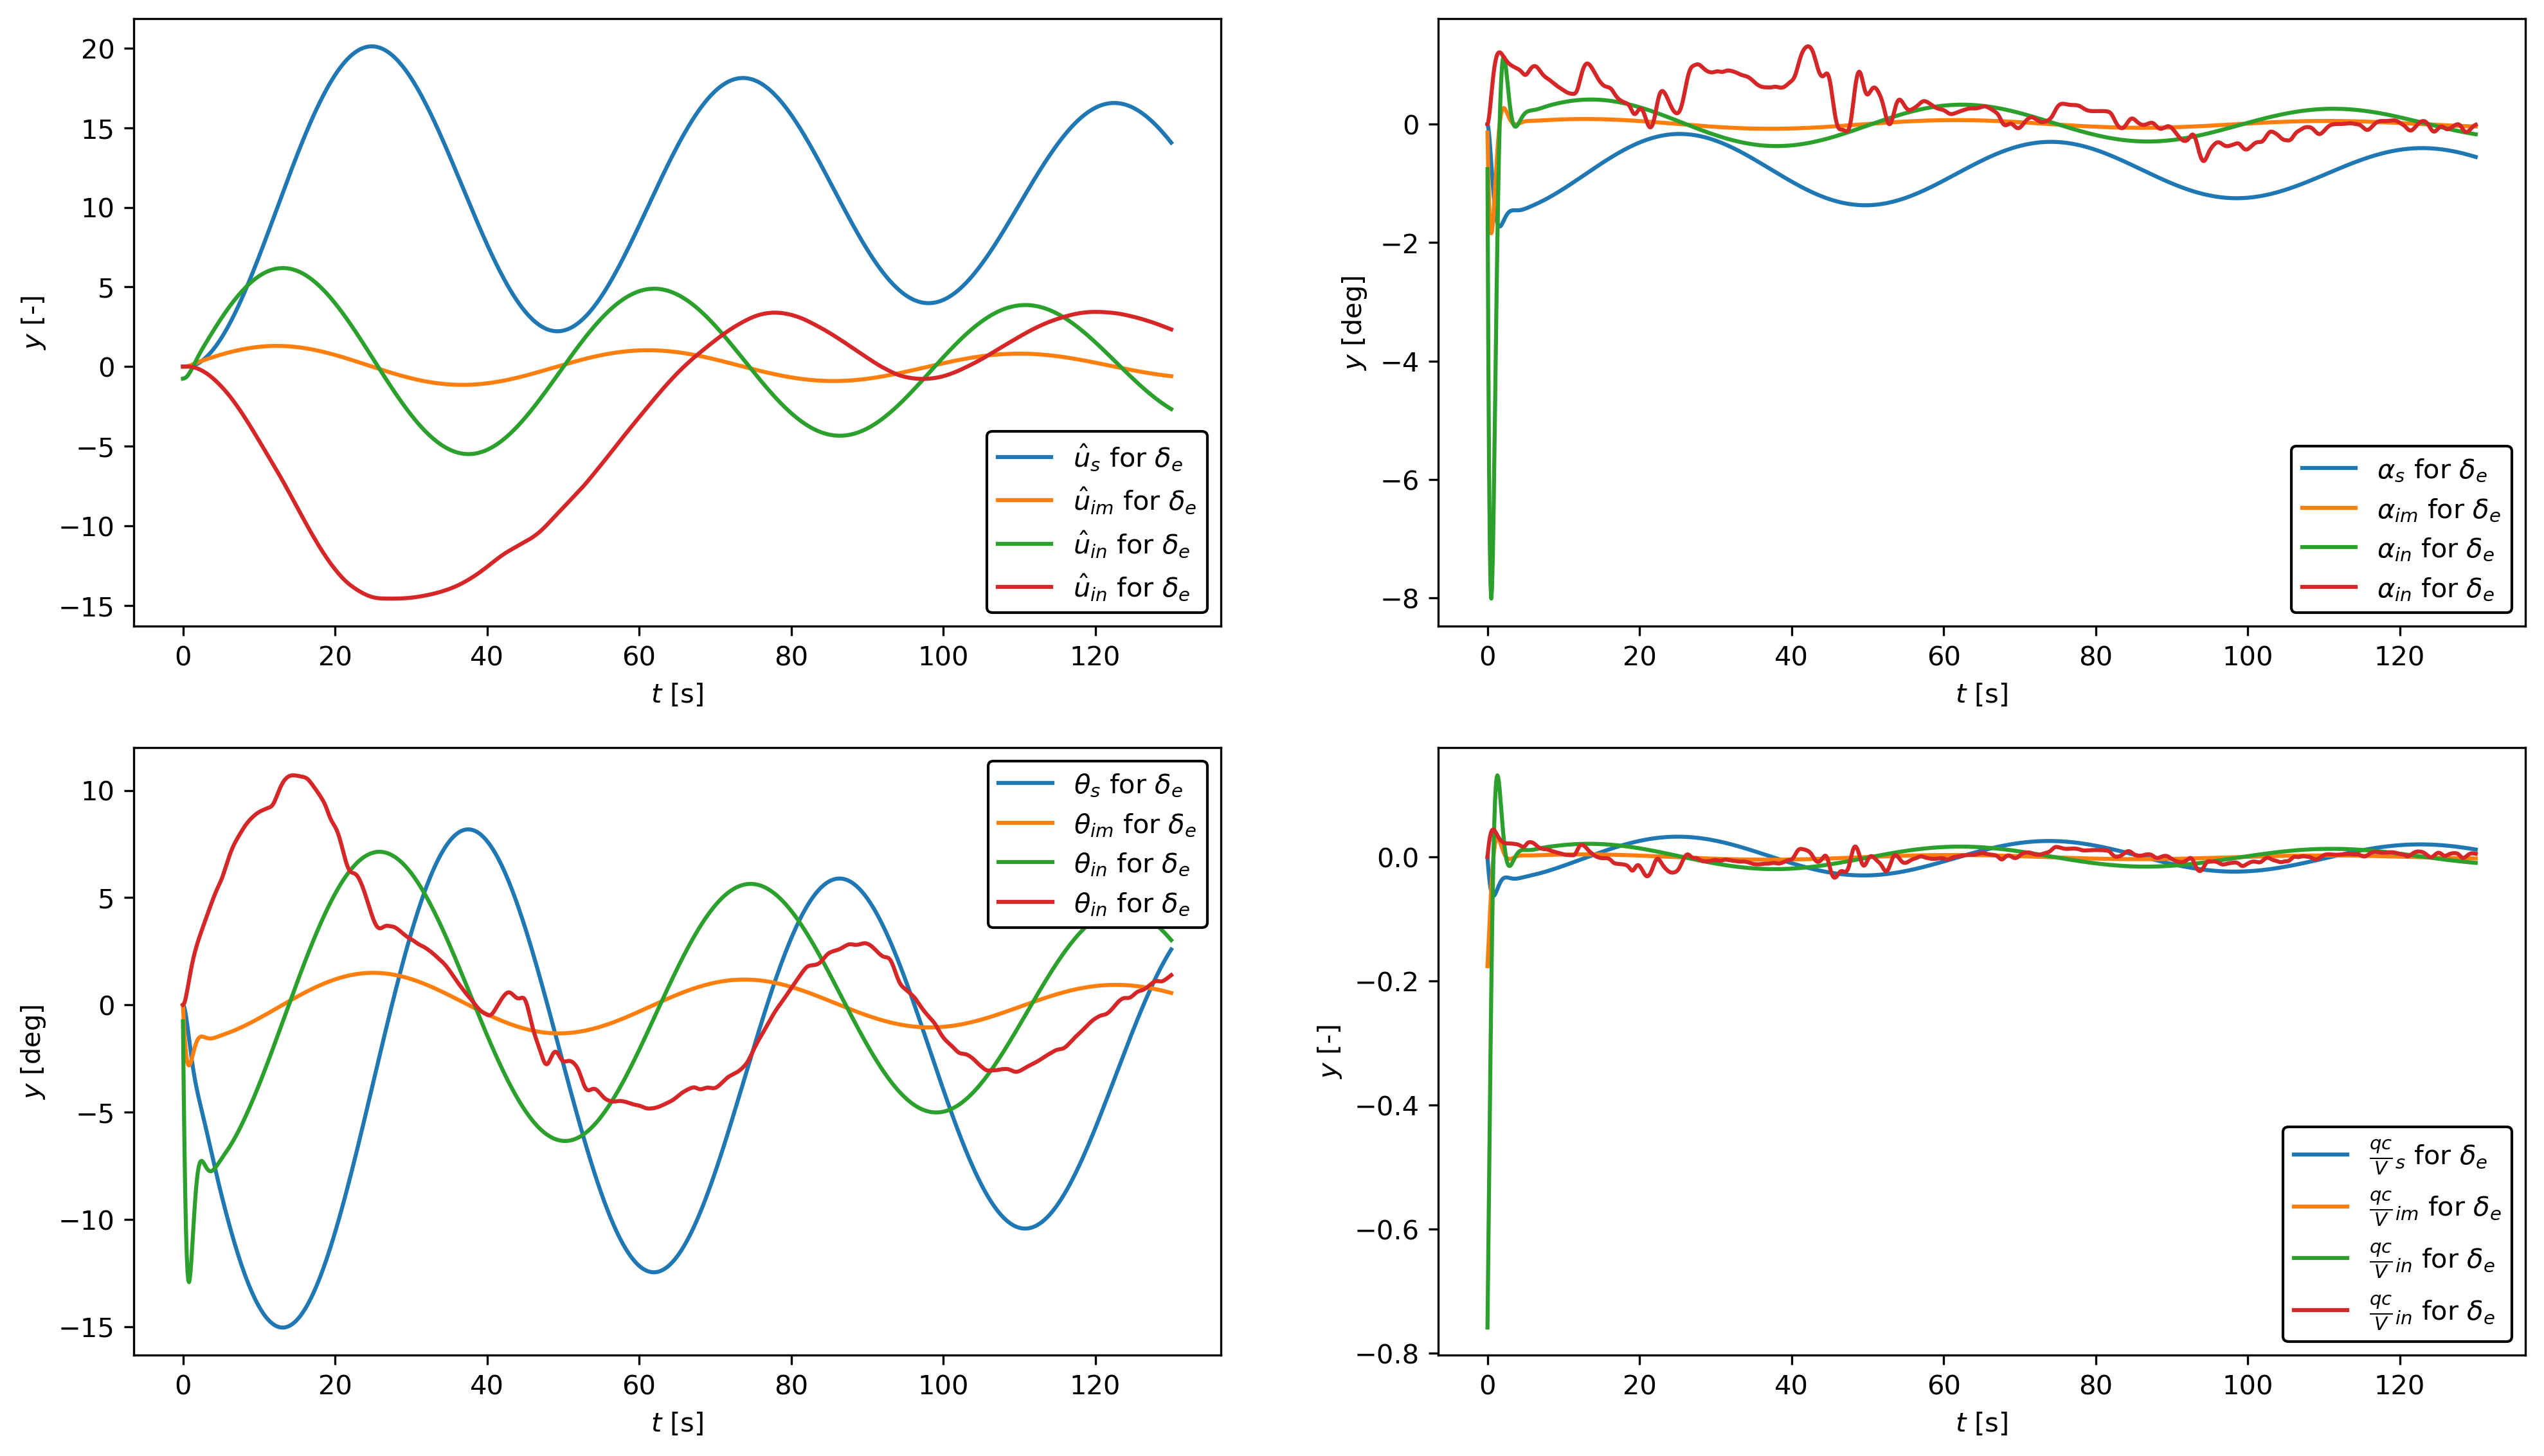 20
15
10
5
0
−5
−10
−15
y [-]
0 20 40 60 80 100 120
t [s]
û_s for δ_e
û_im for δ_e
û_in for δ_e
û_in for δ_e
0
−2
−4
−6
−8
y [deg]
0 20 40 60 80 100 120
t [s]
α_s for δ_e
α_im for δ_e
α_in for δ_e
α_in for δ_e
10
5
0
−5
−10
−15
y [deg]
0 20 40 60 80 100 120
t [s]
θ_s for δ_e
θ_im for δ_e
θ_in for δ_e
θ_in for δ_e
0.0
−0.2
−0.4
−0.6
−0.8
y [-]
0 20 40 60 80 100 120
t [s]
qc/V_s for δ_e
qc/V_im for δ_e
qc/V_in for δ_e
qc/V_in for δ_e